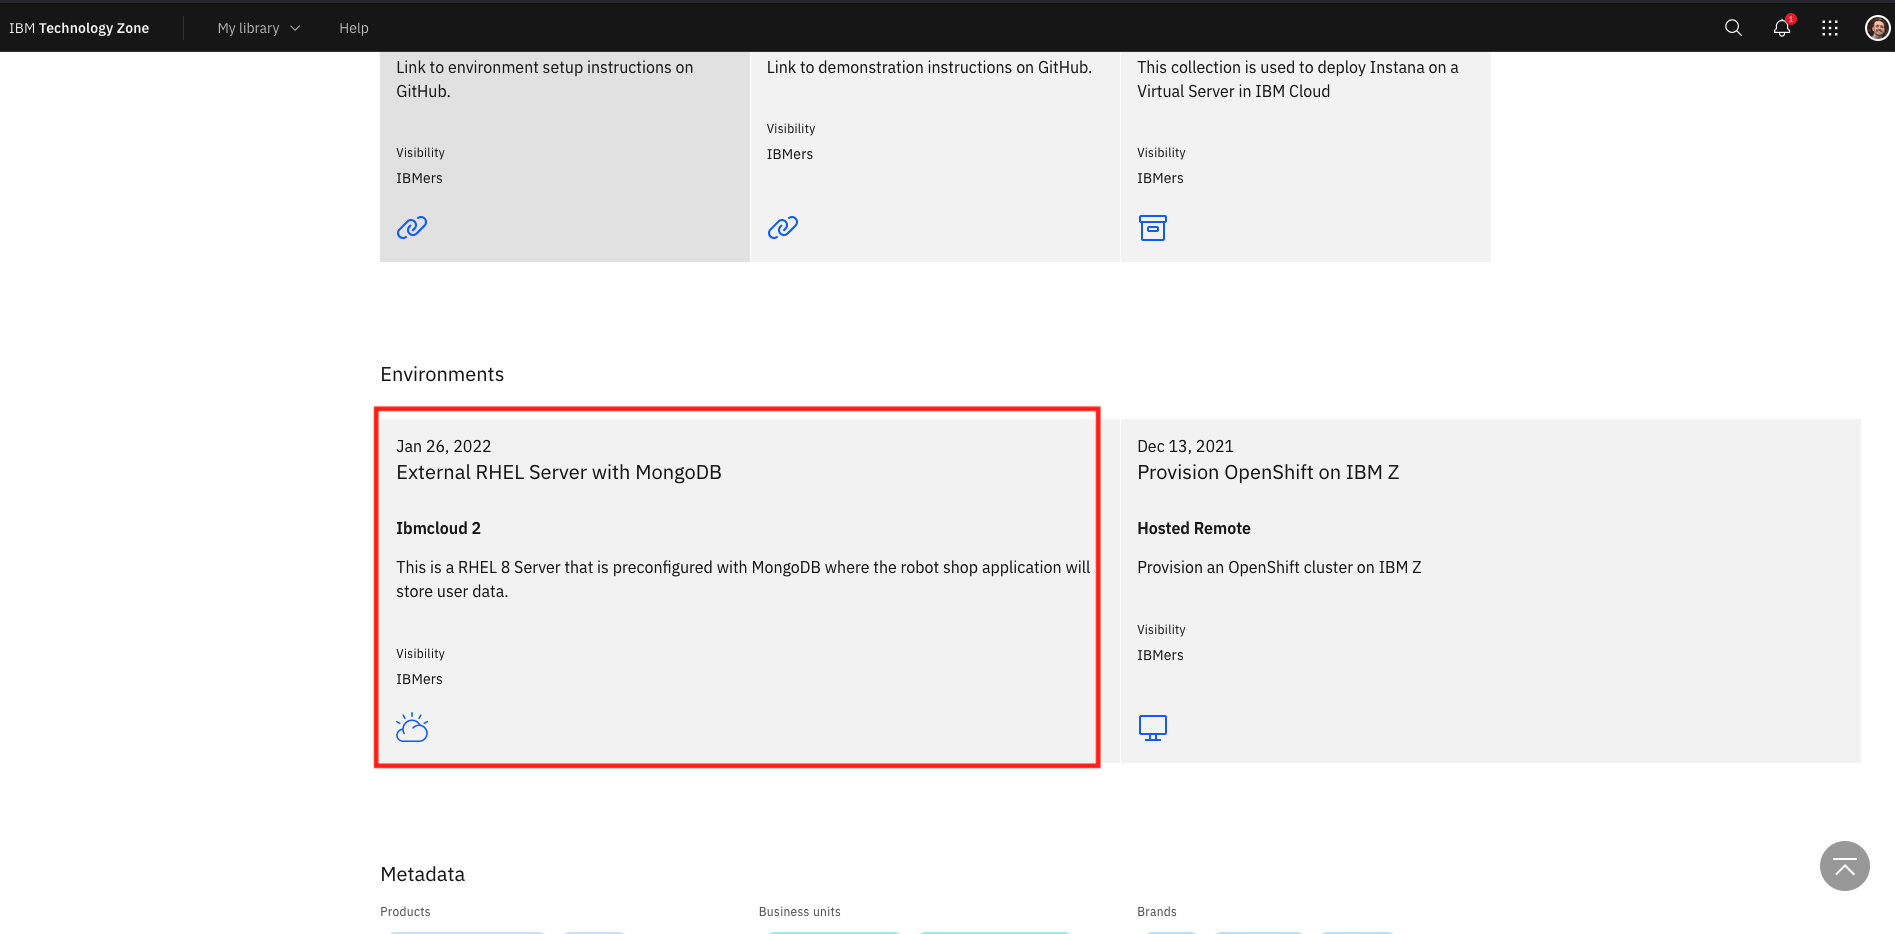 IBM Technology Zone
My library
Help
1
Link to environment setup instructions on
GitHub.
Visibility
IBMers
Link to demonstration instructions on GitHub.
Visibility
IBMers
This collection is used to deploy Instana on a
Virtual Server in IBM Cloud
Visibility
IBMers
Environments
Jan 26, 2022
External RHEL Server with MongoDB
Ibmcloud 2
This is a RHEL 8 Server that is preconfigured with MongoDB where the robot shop application will
store user data.
Visibility
IBMers
Dec 13, 2021
Provision OpenShift on IBM Z
Hosted Remote
Provision an OpenShift cluster on IBM Z
Visibility
IBMers
Metadata
Products
Business units
Brands